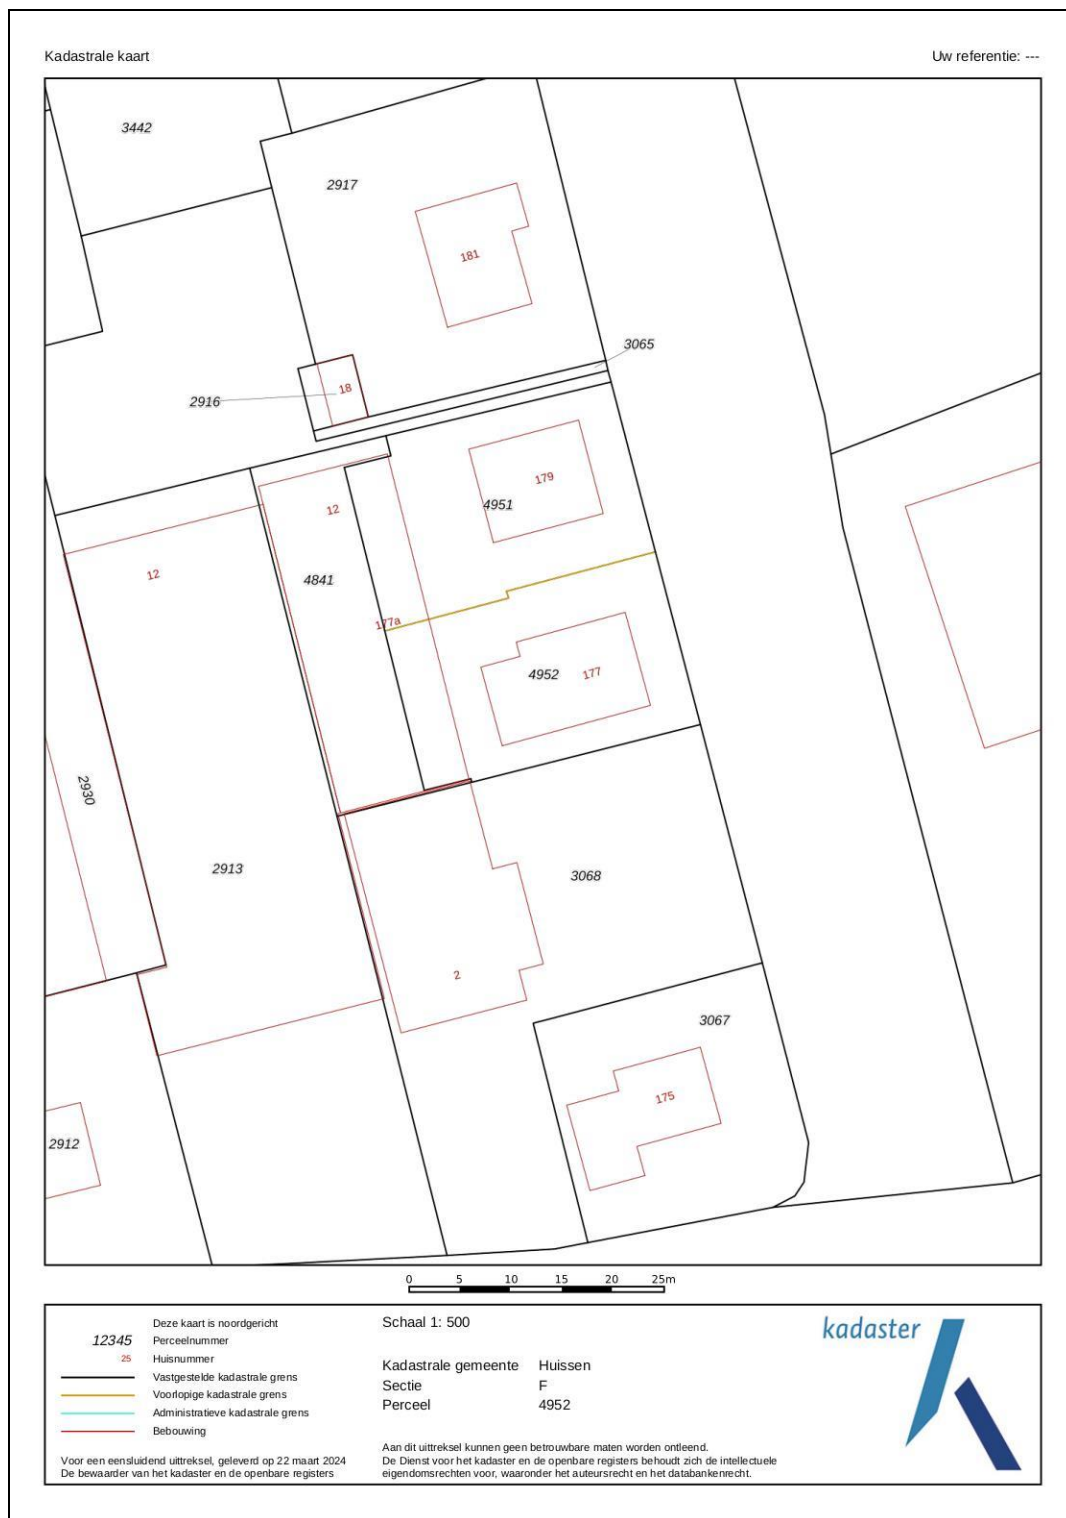 Kadastrale kaart
Uw referentie: ---
3442
2917
181
3065
18
2916
179
4951
12
12
4841
177a
4952
177
2930
2913
3068
2
3067
175
2912
0 5 10 15 20 25m
Deze kaart is noordgericht
12345 Perceelnummer
25 Huisnummer
Vastgestelde kadastrale grens
Voorlopige kadastrale grens
Administratieve kadastrale grens
Bebouwing
Voor een eensluidend uittreksel, geleverd op 22 maart 2024
De bewaarder van het kadaster en de openbare registers
Schaal 1: 500
Kadastrale gemeente Huissen
Sectie F
Perceel 4952
Aan dit uittreksel kunnen geen betrouwbare maten worden ontleend.
De Dienst voor het kadaster en de openbare registers behoudt zich de intellectuele
eigendomsrechten voor, waaronder het auteursrecht en het databankenrecht.
kadaster